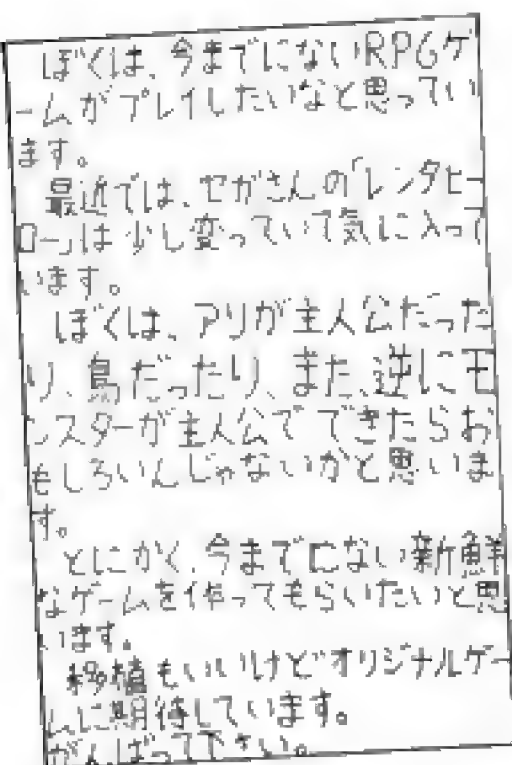 ぼくは、今までにないRPGゲ
ームがプレイしたいなと思ってい
ます。
最近では、セガさんの「レンタヒー
ロー」は少し変っていて気に入って
います。
ぼくは、アリが主人公だった
り、鳥だったり、また、逆にモ
ンスターが主人公でできたらお
もしろいんじゃないかと思いま
す。
とにかく、今までにない新鮮
なゲームを作ってもらいたいと思
います。
移植もいいけどオリジナルゲー
ムに期待しています。
がんばって下さい。